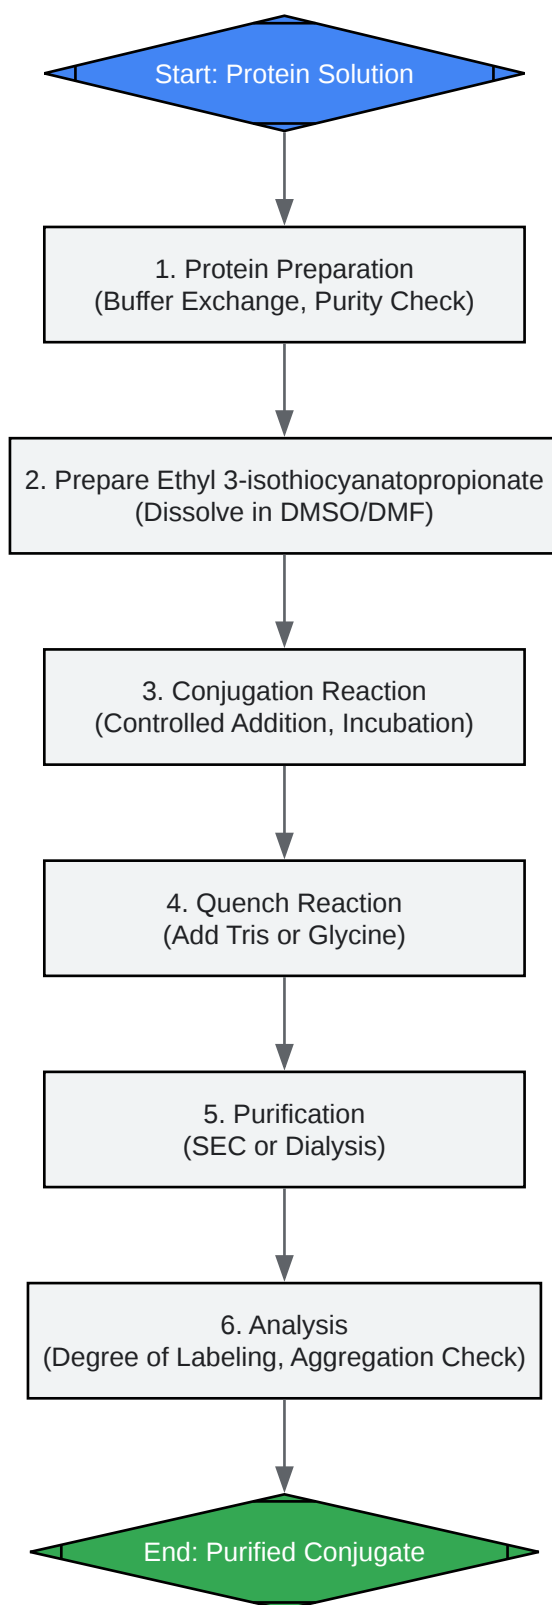 Start: Protein Solution
1. Protein Preparation
(Buffer Exchange, Purity Check)
2. Prepare Ethyl 3-isothiocyanatopropionate
(Dissolve in DMSO/DMF)
3. Conjugation Reaction
(Controlled Addition, Incubation)
4. Quench Reaction
(Add Tris or Glycine)
5. Purification
(SEC or Dialysis)
6. Analysis
(Degree of Labeling, Aggregation Check)
End: Purified Conjugate